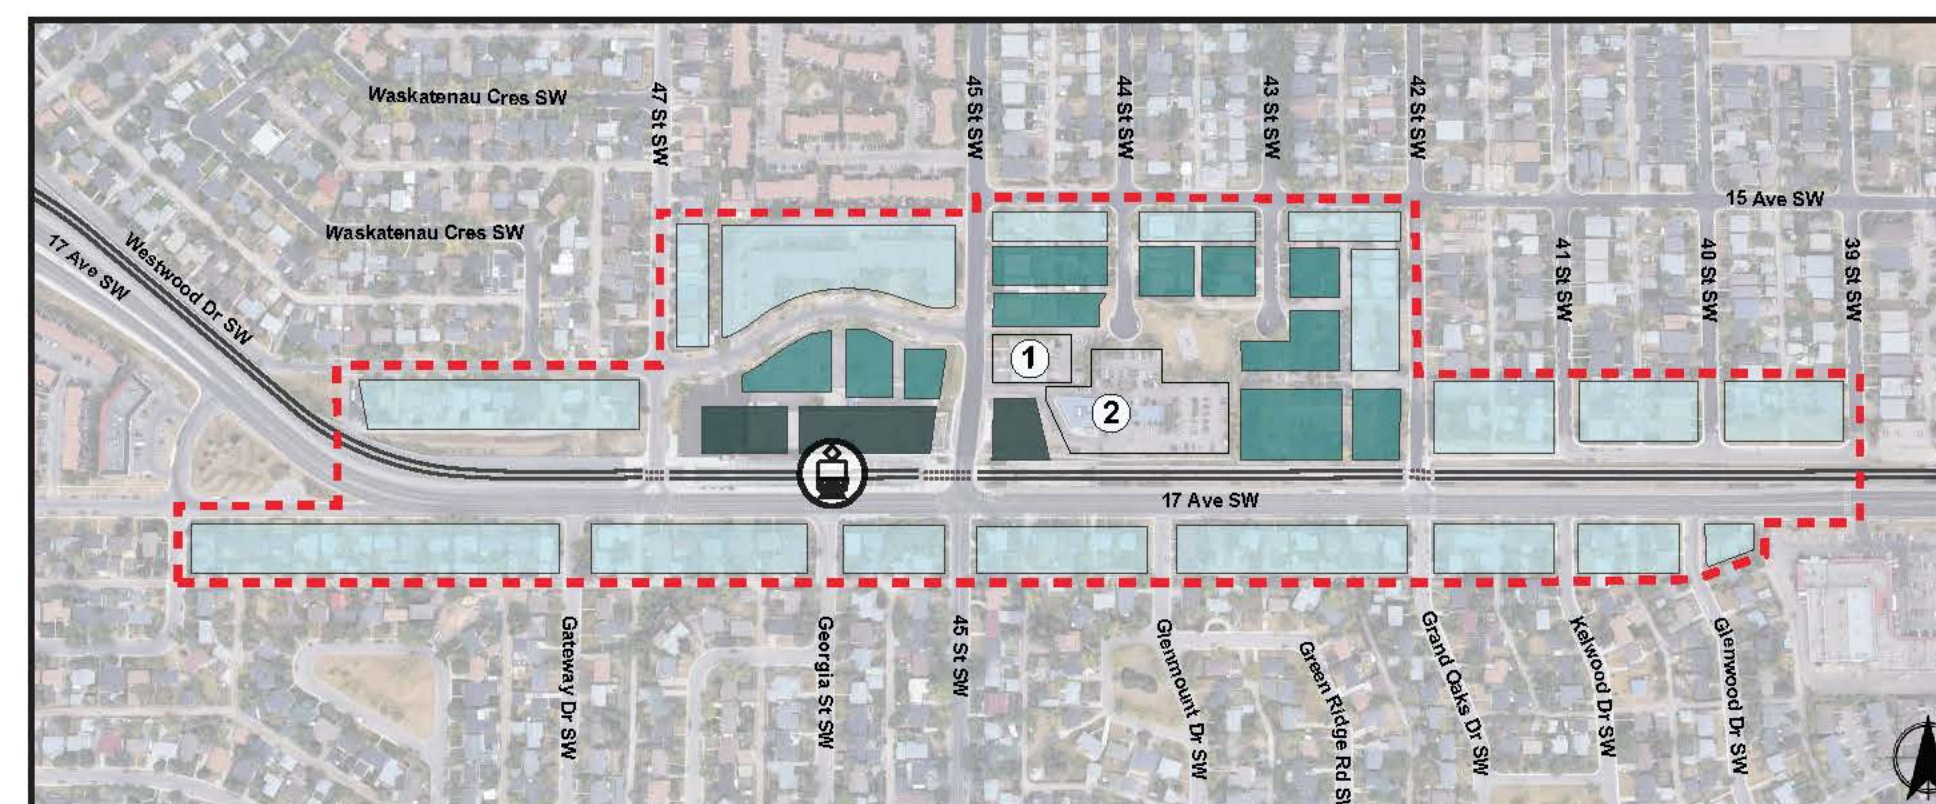 Waskatenau Cres SW
47 St SW
45 St SW
44 St SW
43 St SW
42 St SW
15 Ave SW
Waskatenau Cres SW
Westwood Dr SW
17 Ave SW
41 St SW
40 St SW
39 St SW
1
2
17 Ave SW
Gateway Dr SW
Georgia St SW
45 St SW
Glenmount Dr SW
Green Ridge Rd
Grand Oaks Dr SW
Kelwood Dr SW
Glenwood Dr SW